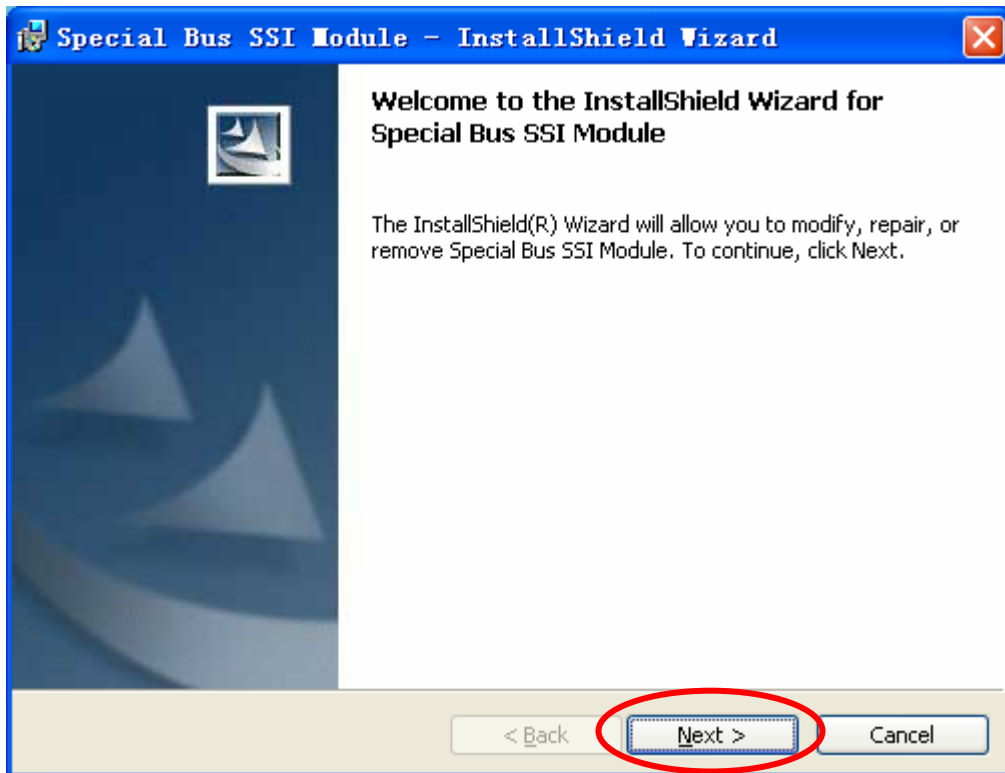 Special Bus SSI Module - InstallShield Wizard
Welcome to the InstallShield Wizard for
Special Bus SSI Module
The InstallShield(R) Wizard will allow you to modify, repair, or
remove Special Bus SSI Module. To continue, click Next.
< Back
Next >
Cancel